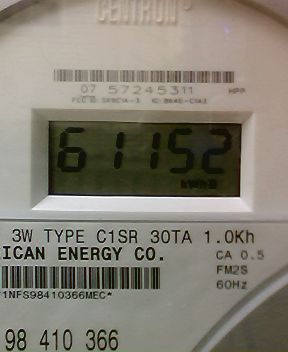 CENTRON
07 57245311 HPP
61152
3W TYPE C1SR 30TA 1.0Kh
ICAN ENERGY CO. CA 0.5
FM2S
60Hz
1NFS98410366MEC*
98 410 366